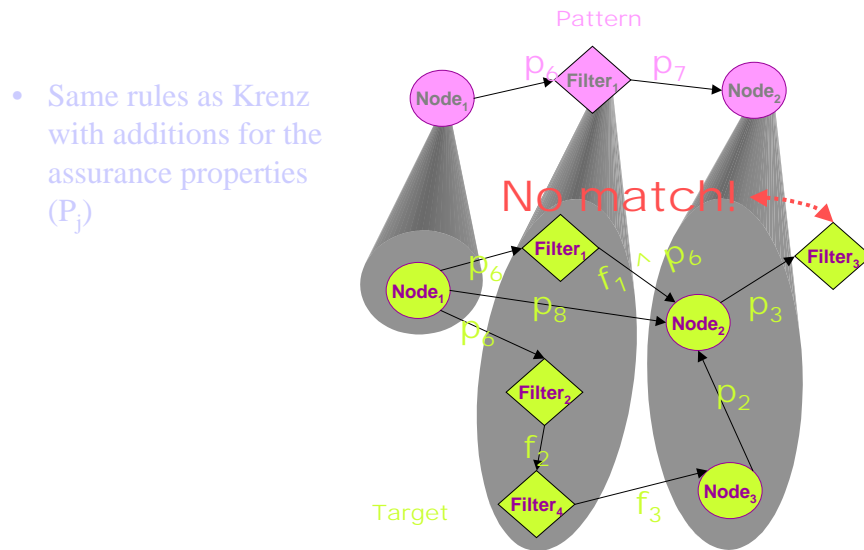 Pattern
• Same rules as Krenz
with additions for the
assurance properties
(Pj)
Node1
p6
Filter1
p7
Node2
No match!
Filter1
p6
f1 ^ p6
Filter3
Node1
p8
Node2
p3
p6
Filter2
p2
f2
Filter4
f3
Node3
Target